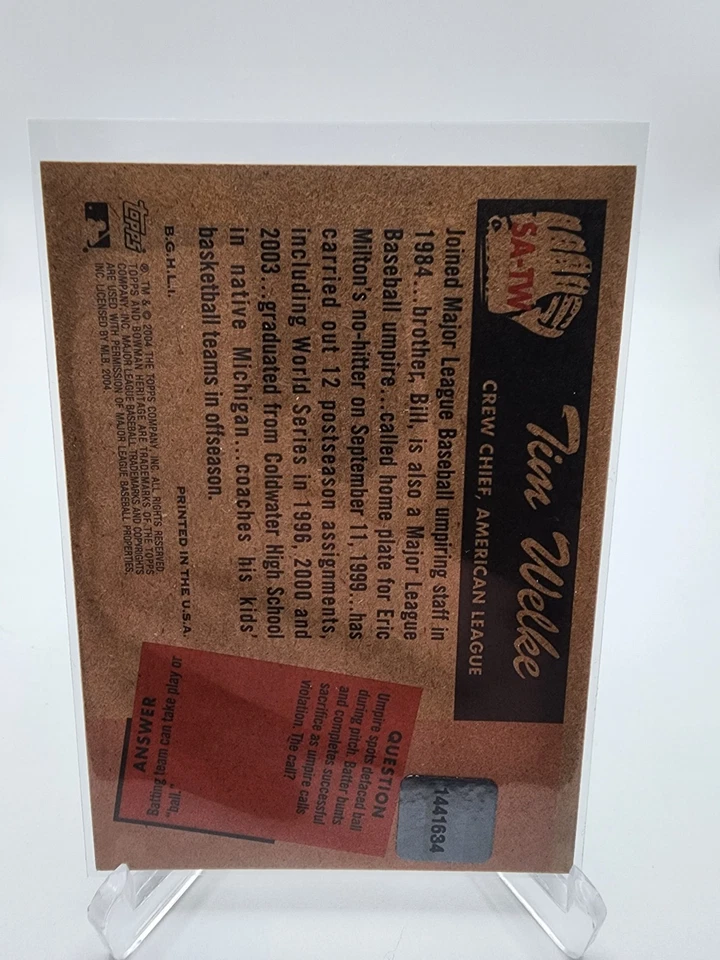 SA-TW
Tim Welke
CREW CHIEF, AMERICAN LEAGUE
Joined Major League Baseball umpiring staff in
1984...brother, Bill, is also a Major League
Baseball umpire...called home plate for Eric
Milton's no-hitter on September 11, 1999...has
carried out 12 postseason assignments,
including World Series in 1996, 2000 and
2003...graduated from Coldwater High School
in native Michigan...coaches his kids'
basketball teams in offseason.
B.G.H.L.I.
PRINTED IN THE U.S.A.
topps
® TM & © 2004 THE TOPPS COMPANY, INC. ALL RIGHTS RESERVED.
TOPPS AND BOWMAN HERITAGE ARE TRADEMARKS OF THE TOPPS
COMPANY, INC. MAJOR LEAGUE BASEBALL TRADEMARKS AND COPYRIGHTS
ARE USED WITH PERMISSION OF MAJOR LEAGUE BASEBALL PROPERTIES,
INC. LICENSED BY MLB, 2004.
1441634
QUESTION
Umpire spots defaced ball
during pitch. Batter bunts
and completes successful
sacrifice as umpire calls
violation. The call?
ANSWER
Batting team can take play or
"ball."